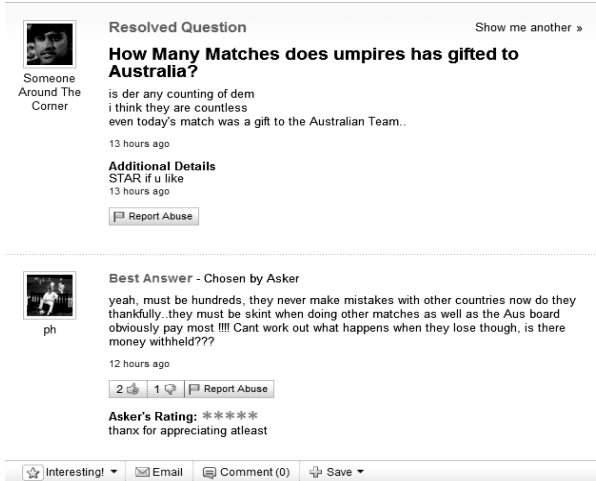 Resolved Question
Show me another »
How Many Matches does umpires has gifted to
Australia?
Someone
Around The
Corner
is der any counting of dem
i think they are countless
even today's match was a gift to the Australian Team..
13 hours ago
Additional Details
STAR if u like
13 hours ago
Report Abuse
Best Answer - Chosen by Asker
ph
yeah, must be hundreds, they never make mistakes with other countries now do they
thankfully..they must be skint when doing other matches as well as the Aus board
obviously pay most !!!! Cant work out what happens when they lose though, is there
money withheld???
12 hours ago
2 1 Report Abuse
Asker's Rating: *****
thanx for appreciating atleast
Interesting! Email Comment (0) Save